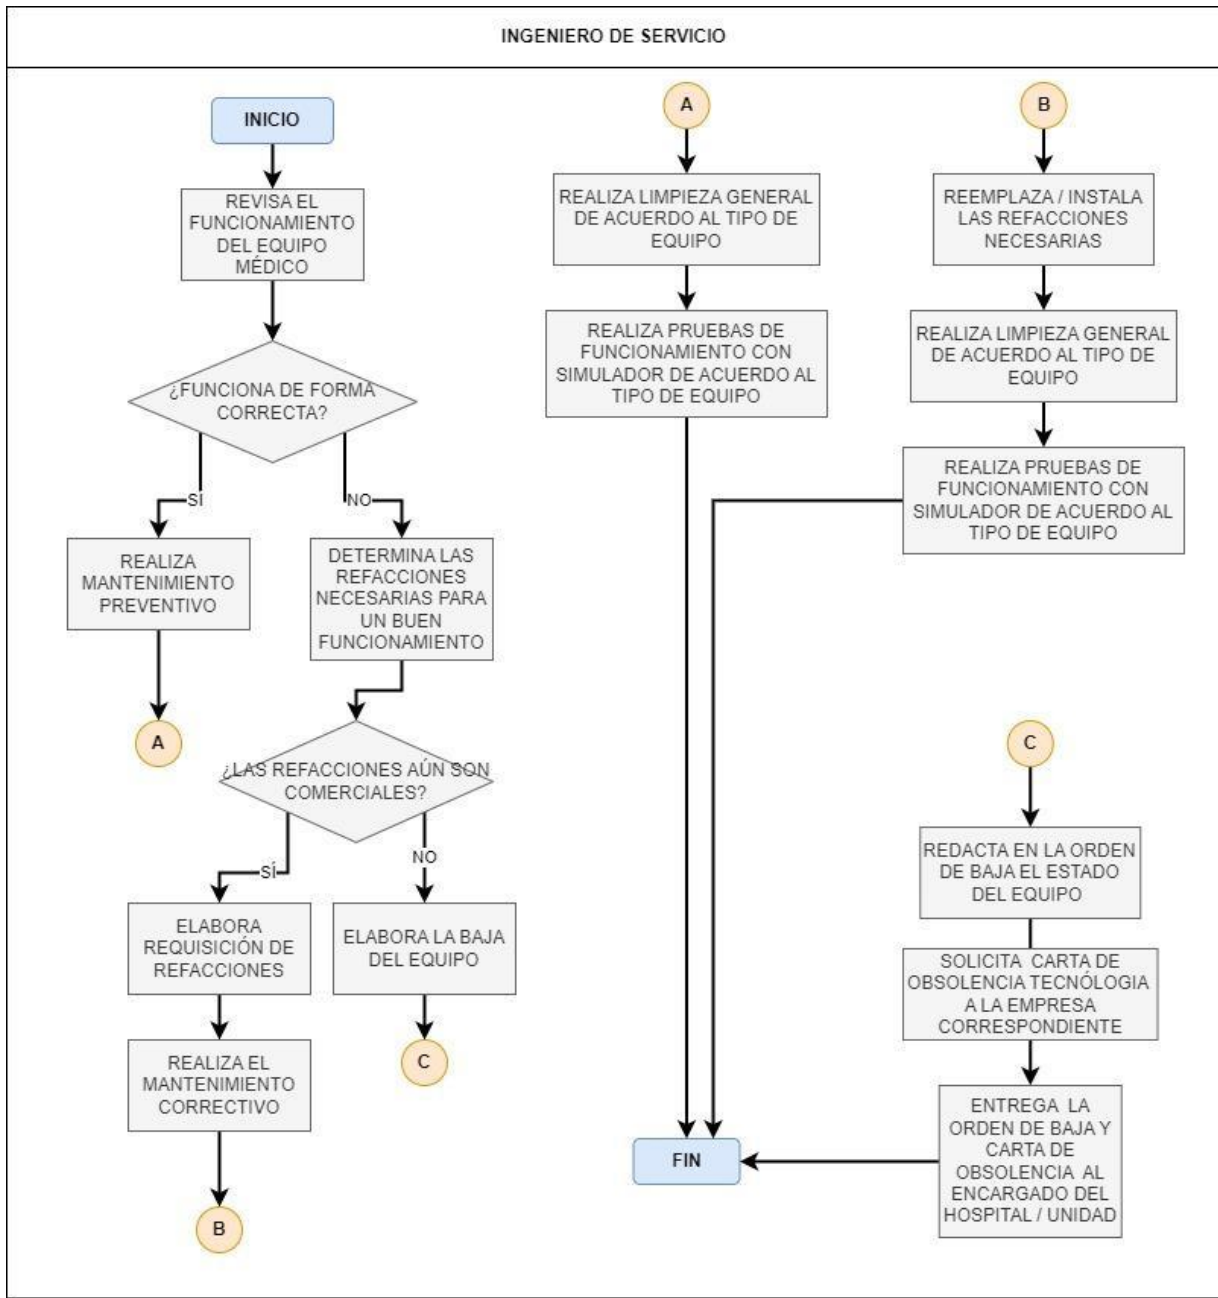 INGENIERO DE SERVICIO
INICIO
REVISA EL
FUNCIONAMIENTO
DEL EQUIPO
MÉDICO
¿FUNCIONA DE FORMA
CORRECTA?
SÍ
NO
REALIZA
MANTENIMIENTO
PREVENTIVO
A
DETERMINA LAS
REFACCIONES
NECESARIAS PARA
UN BUEN
FUNCIONAMIENTO
¿LAS REFACCIONES AÚN SON
COMERCIALES?
SÍ
NO
ELABORA
REQUISICIÓN DE
REFACCIONES
REALIZA EL
MANTENIMIENTO
CORRECTIVO
B
ELABORA LA BAJA
DEL EQUIPO
C
A
REALIZA LIMPIEZA GENERAL
DE ACUERDO AL TIPO DE
EQUIPO
REALIZA PRUEBAS DE
FUNCIONAMIENTO CON
SIMULADOR DE ACUERDO AL
TIPO DE EQUIPO
FIN
B
REEMPLAZA / INSTALA
LAS REFACCIONES
NECESARIAS
REALIZA LIMPIEZA GENERAL
DE ACUERDO AL TIPO DE
EQUIPO
REALIZA PRUEBAS DE
FUNCIONAMIENTO CON
SIMULADOR DE ACUERDO AL
TIPO DE EQUIPO
C
REDACTA EN LA ORDEN
DE BAJA EL ESTADO
DEL EQUIPO
SOLICITA CARTA DE
OBSOLENCIA TECNÓLOGIA
A LA EMPRESA
CORRESPONDIENTE
ENTREGA LA
ORDEN DE BAJA Y
CARTA DE
OBSOLENCIA AL
ENCARGADO DEL
HOSPITAL / UNIDAD